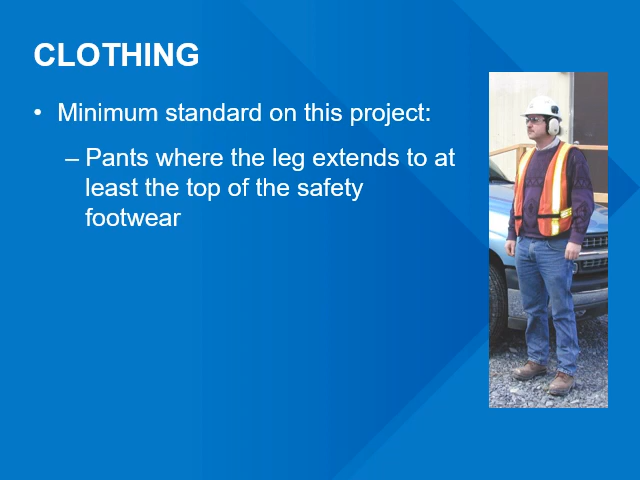 CLOTHING
• Minimum standard on this project:
– Pants where the leg extends to at
least the top of the safety
footwear